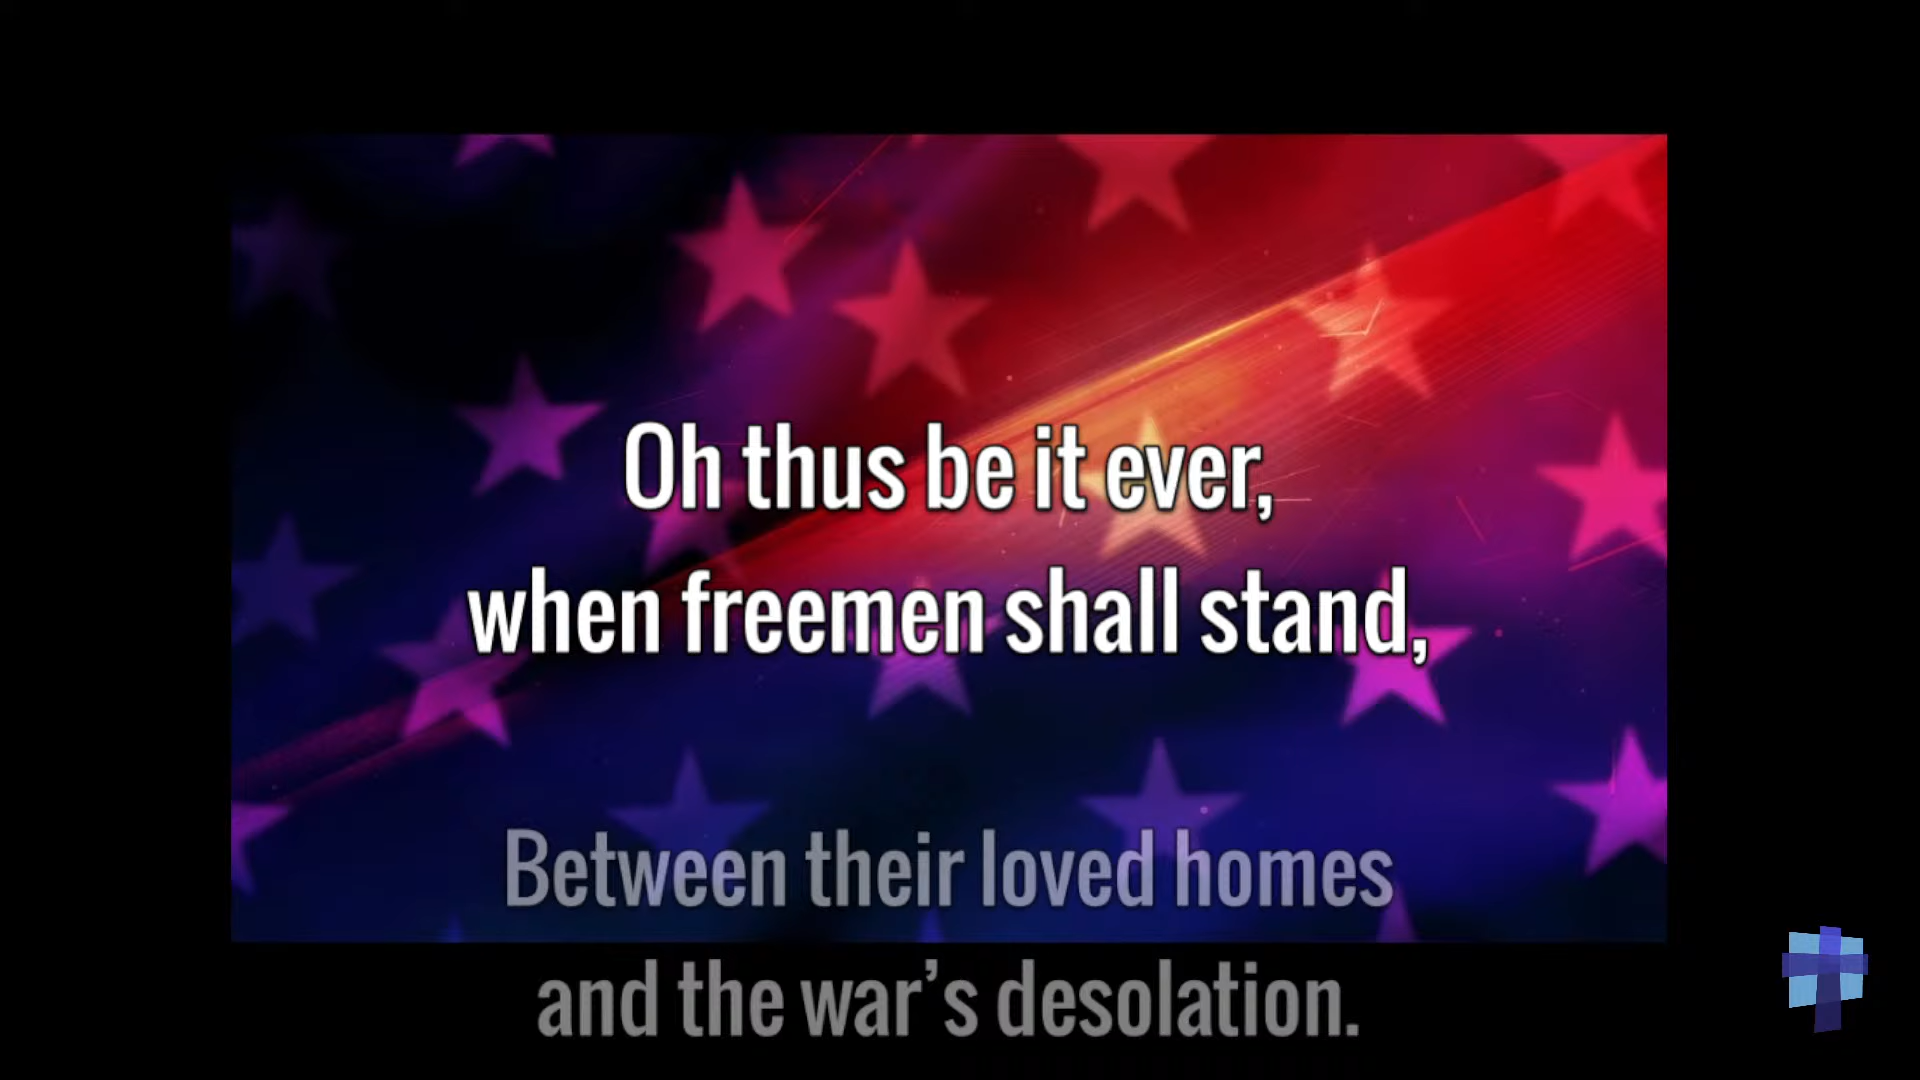 Oh thus be it ever,
when freemen shall stand,
Between their loved homes
and the war’s desolation.